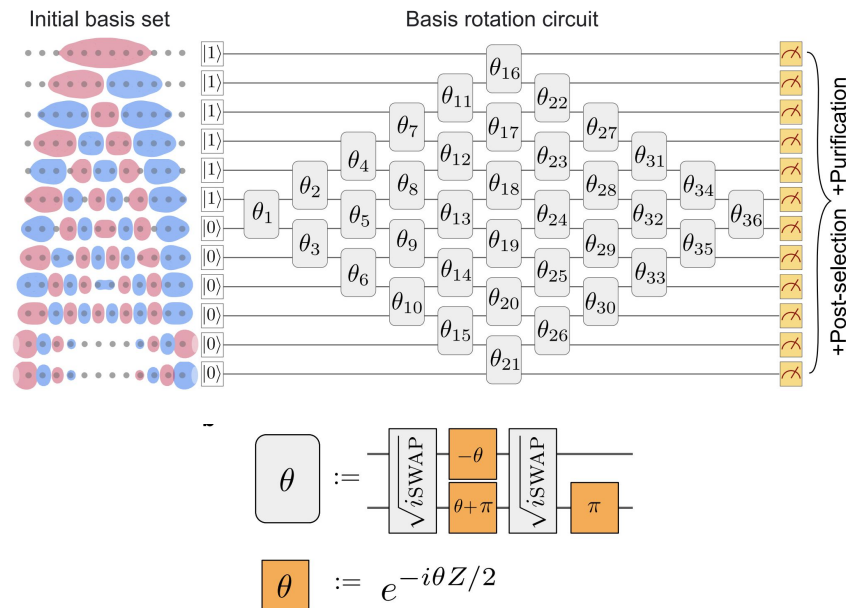 Initial basis set
Basis rotation circuit
|1⟩ θ₁₆
|1⟩ θ₁₁ θ₂₂
|1⟩ θ₇ θ₁₇ θ₂₇
|1⟩ θ₄ θ₁₂ θ₂₃ θ₃₁
|1⟩ θ₂ θ₈ θ₁₈ θ₂₈ θ₃₄
|1⟩ θ₁ θ₅ θ₁₃ θ₂₄ θ₃₂ θ₃₆
|0⟩ θ₃ θ₉ θ₁₉ θ₂₉ θ₃₅
|0⟩ θ₆ θ₁₄ θ₂₅ θ₃₃
|0⟩ θ₁₀ θ₂₀ θ₃₀
|0⟩ θ₁₅ θ₂₆
|0⟩ θ₂₁
|0⟩
+Post-selection +Purification
θ := √iSWAP −θ √iSWAP
θ+π π
θ := e^{−iθZ/2}